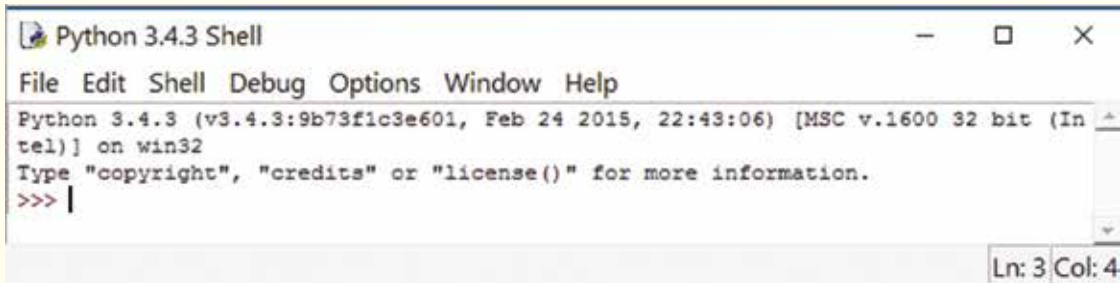 Python 3.4.3 Shell
File Edit Shell Debug Options Window Help
Python 3.4.3 (v3.4.3:9b73f1c3e601, Feb 24 2015, 22:43:06) [MSC v.1600 32 bit (In
tel)] on win32
Type "copyright", "credits" or "license()" for more information.
>>>
Ln: 3 Col: 4